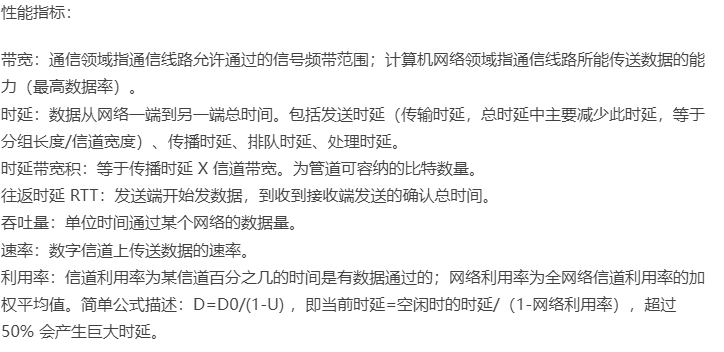 性能指标：
带宽：通信领域指通信线路允许通过的信号频带范围；计算机网络领域指通信线路所能传送数据的能
力（最高数据率）。
时延：数据从网络一端到另一端总时间。包括发送时延（传输时延，总时延中主要减少此时延，等于
分组长度/信道宽度）、传播时延、排队时延、处理时延。
时延带宽积：等于传播时延 X 信道带宽。为管道可容纳的比特数量。
往返时延 RTT：发送端开始发数据，到收到接收端发送的确认总时间。
吞吐量：单位时间通过某个网络的数据量。
速率：数字信道上传送数据的速率。
利用率：信道利用率为某信道百分之几的时间是有数据通过的；网络利用率为全网络信道利用率的加
权平均值。简单公式描述：D=D0/(1-U) ，即当前时延=空闲时的时延/（1-网络利用率），超过
50% 会产生巨大时延。